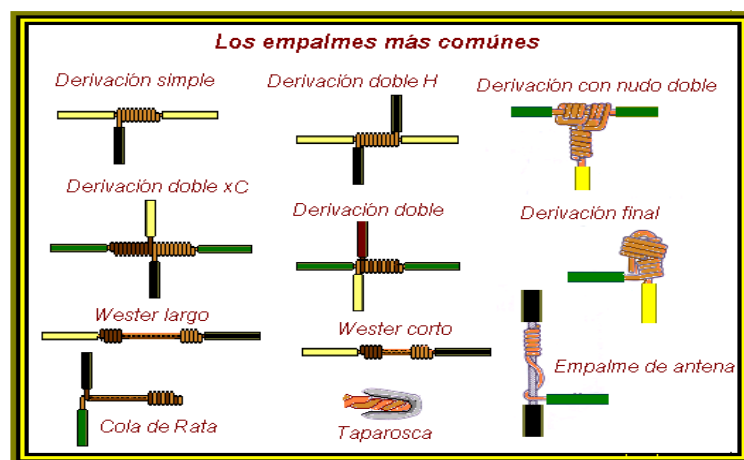 Los empalmes más comúnes
Derivación simple
Derivación doble H
Derivación con nudo doble
Derivación doble xC
Derivación doble
Derivación final
Wester largo
Wester corto
Empalme de antena
Cola de Rata
Taparosca